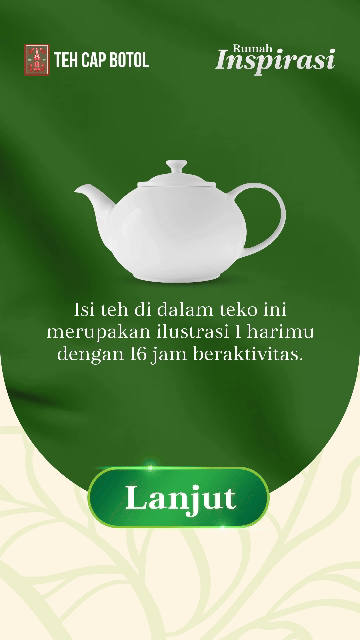 TEH CAP BOTOL
Rumah
Inspirasi
Isi teh di dalam teko ini
merupakan ilustrasi 1 harimu
dengan 16 jam beraktivitas.
Lanjut